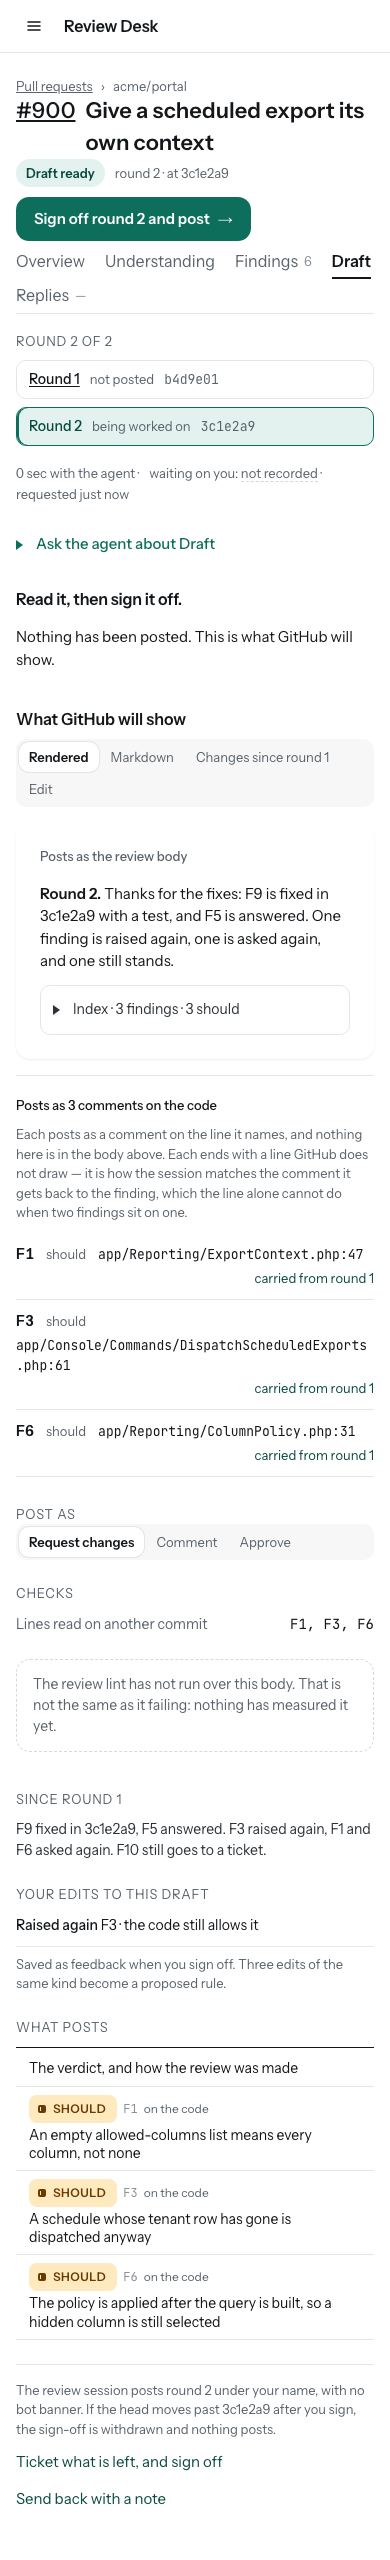 Review Desk
Pull requests › acme/portal
#900 Give a scheduled export its
own context
Draft ready round 2 · at 3c1e2a9
Sign off round 2 and post →
Overview Understanding Findings 6 Draft
Replies —
ROUND 2 OF 2
Round 1 not posted b4d9e01
Round 2 being worked on 3c1e2a9
0 sec with the agent · waiting on you: not recorded ·
requested just now
Ask the agent about Draft
Read it, then sign it off.
Nothing has been posted. This is what GitHub will
show.
What GitHub will show
Rendered Markdown Changes since round 1
Edit
Posts as the review body
Round 2. Thanks for the fixes: F9 is fixed in
3c1e2a9 with a test, and F5 is answered. One
finding is raised again, one is asked again,
and one still stands.
Index · 3 findings · 3 should
Posts as 3 comments on the code
Each posts as a comment on the line it names, and nothing
here is in the body above. Each ends with a line GitHub does
not draw — it is how the session matches the comment it
gets back to the finding, which the line alone cannot do
when two findings sit on one.
F1 should app/Reporting/ExportContext.php:47
carried from round 1
F3 should
app/Console/Commands/DispatchScheduledExports
.php:61
carried from round 1
F6 should app/Reporting/ColumnPolicy.php:31
carried from round 1
POST AS
Request changes Comment Approve
CHECKS
Lines read on another commit F1, F3, F6
The review lint has not run over this body. That is
not the same as it failing: nothing has measured it
yet.
SINCE ROUND 1
F9 fixed in 3c1e2a9, F5 answered. F3 raised again, F1 and
F6 asked again. F10 still goes to a ticket.
YOUR EDITS TO THIS DRAFT
Raised again F3 · the code still allows it
Saved as feedback when you sign off. Three edits of the
same kind become a proposed rule.
WHAT POSTS
The verdict, and how the review was made
SHOULD F1 on the code
An empty allowed-columns list means every
column, not none
SHOULD F3 on the code
A schedule whose tenant row has gone is
dispatched anyway
SHOULD F6 on the code
The policy is applied after the query is built, so a
hidden column is still selected
The review session posts round 2 under your name, with no
bot banner. If the head moves past 3c1e2a9 after you sign,
the sign-off is withdrawn and nothing posts.
Ticket what is left, and sign off
Send back with a note